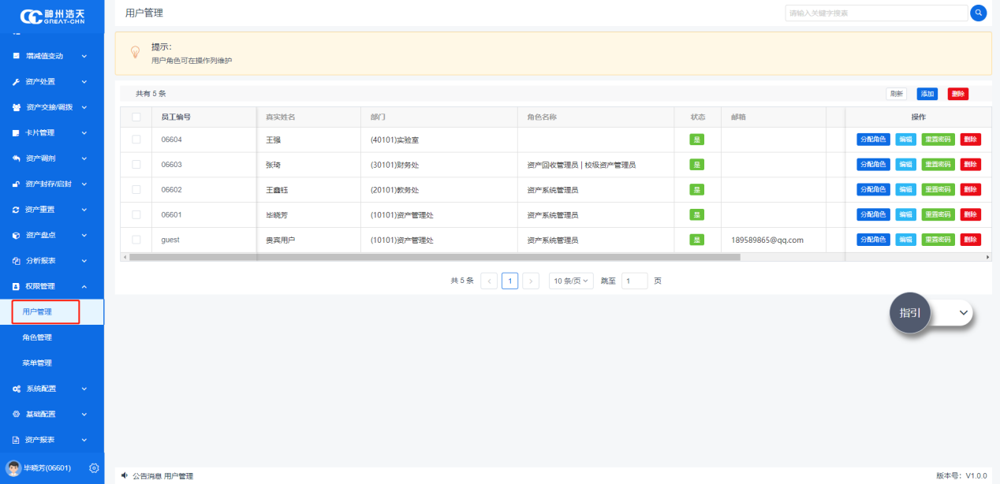 神州浩天
GREAT-CHN
增减值变动
资产处置
资产交接/调拨
卡片管理
资产调剂
资产封存/启封
资产重置
资产盘点
分析报表
权限管理
用户管理
角色管理
菜单管理
系统配置
基础配置
资产报表
毕晓芳(06601)
用户管理
请输入关键字搜素
提示：
用户角色可在操作列维护
共有 5 条 刷新 添加 删除
员工编号 真实姓名 部门 角色名称 状态 邮箱 操作
06604 王强 (40101)实验室 是 分配角色 编辑 重置密码 删除
06603 张琦 (30101)财务处 资产回收管理员 | 校级资产管理员 是 分配角色 编辑 重置密码 删除
06602 王鑫钰 (20101)教务处 资产系统管理员 是 分配角色 编辑 重置密码 删除
06601 毕晓芳 (10101)资产管理处 资产系统管理员 是 分配角色 编辑 重置密码 删除
guest 贵宾用户 (10101)资产管理处 资产系统管理员 是 189589865@qq.com 分配角色 编辑 重置密码 删除
共 5 条 < 1 > 10 条/页 跳至 1 页
指引
公告消息 用户管理
版本号： V1.0.0